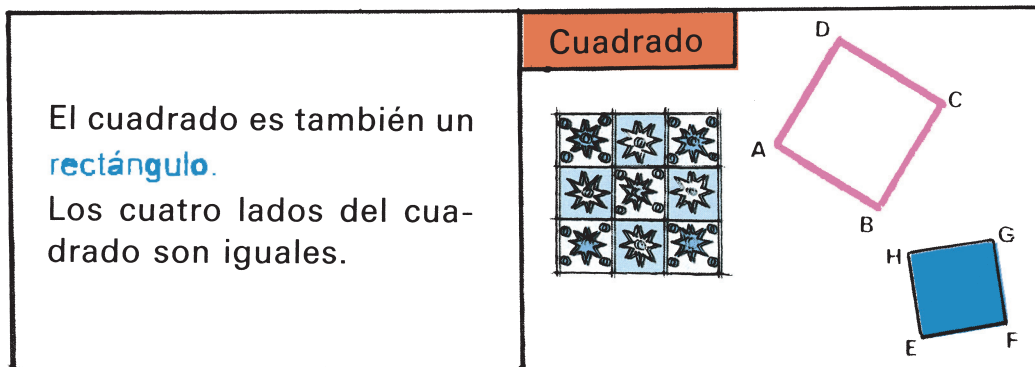 El cuadrado es también un
rectángulo.
Los cuatro lados del cua-
drado son iguales.
Cuadrado
D
C
A
B
G
H
E
F